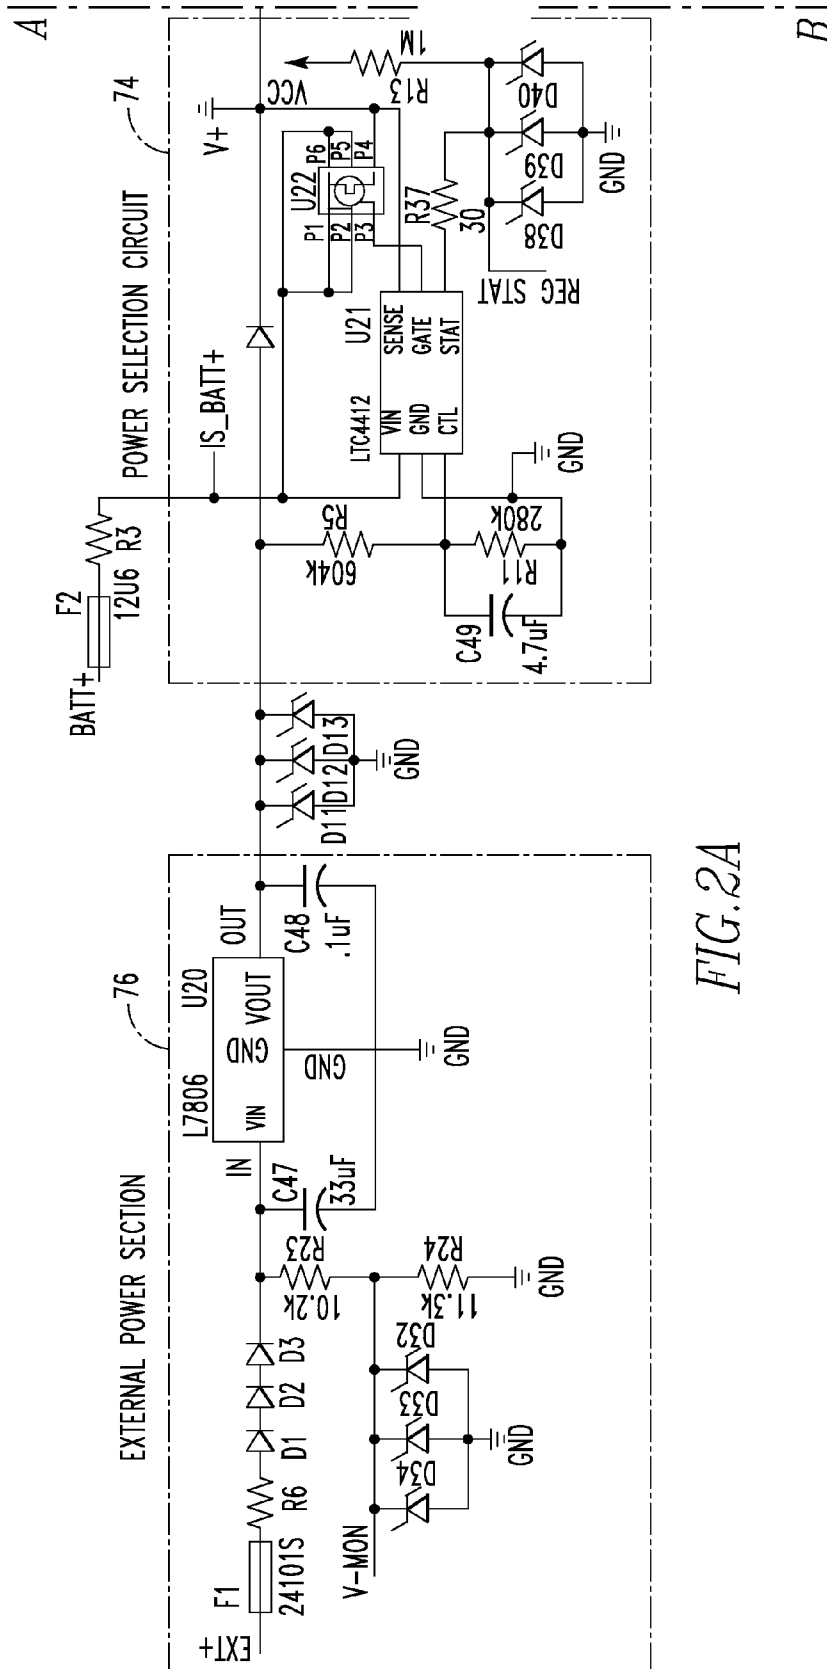 A
B
74
POWER SELECTION CIRCUIT
V+
VCC
1M
R13
U22
P1
P2
P3
P6
P5
P4
R37
30
D40
D39
D38
GND
REG STAT
IS_BATT+
U21
LTC4412
SENSE
GATE
STAT
VIN
GND
CTL
BATT+
F2
12U6
R3
R5
604k
280k
R11
GND
C49
4.7uF
D11
D12
D13
GND
76
EXTERNAL POWER SECTION
EXT+
F1
24101S
R6
D1
D2
D3
IN
L7806
U20
VIN
GND
VOUT
OUT
GND
GND
C47
33uF
C48
.1uF
R23
10.2k
R24
11.3k
GND
V-MON
D34
D33
D32
GND
FIG.2A